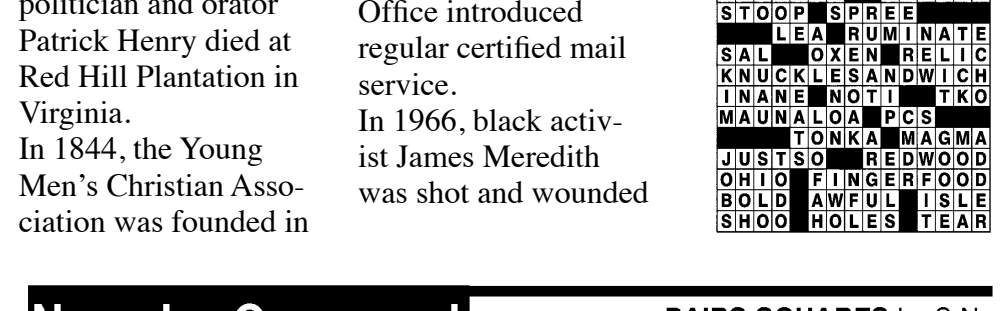 politician and orator
Patrick Henry died at
Red Hill Plantation in
Virginia.
In 1844, the Young
Men’s Christian Asso-
ciation was founded in
Office introduced
regular certified mail
service.
In 1966, black activ-
ist James Meredith
was shot and wounded
STOOP SPREE
LEA RUMINATE
SAL OXEN RELIC
KNUCKLESANDWICH
INANE NOTI TKO
MAUNALOA PCS
TONKA MAGMA
JUSTSO REDWOOD
OHIO FINGERFOOD
BOLD AWFUL ISLE
SHOO HOLES TEAR